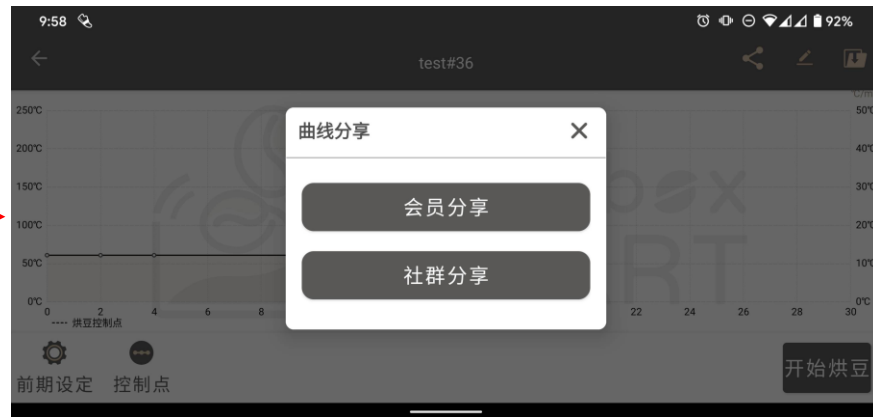 9:58 92%
test#36
°C/m
250℃ 50℃
200℃ 40℃
150℃ 30℃
100℃ 20℃
50℃ 10℃
0℃ 0℃
0 2 4 6 8 22 24 26 28 30
---- 烘豆控制点
曲线分享
会员分享
社群分享
box
ART
前期设定 控制点 开始烘豆